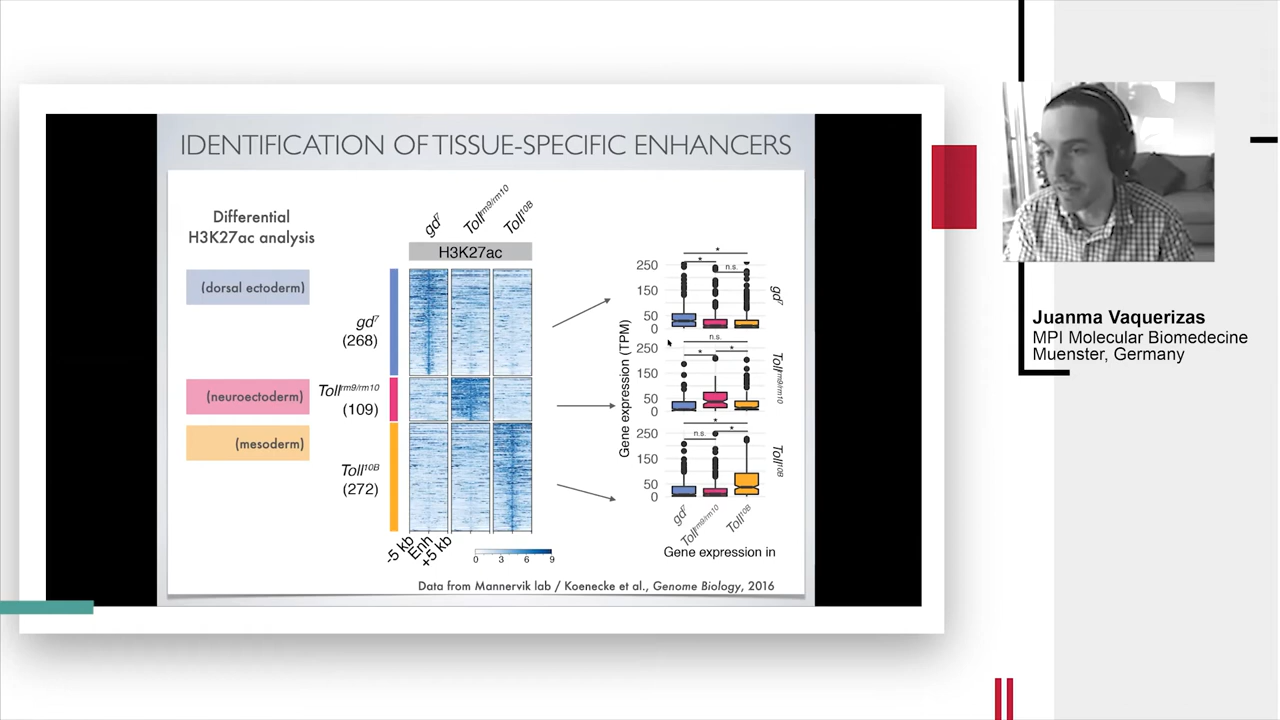 IDENTIFICATION OF TISSUE-SPECIFIC ENHANCERS
Differential
H3K27ac analysis
(dorsal ectoderm)
(neuroectoderm)
(mesoderm)
gd7
Tollrm9/rm10
Toll10B
H3K27ac
gd7
(268)
Tollrm9/rm10
(109)
Toll10B
(272)
-5 kb
Enh
+5 kb
0 3 6 9
Gene expression (TPM)
250
150
50
0
*
*
n.s.
gd7
250
150
50
0
n.s.
*
*
Tollrm9/rm10
250
150
50
0
*
n.s.
*
Toll10B
gd7
Tollrm9/rm10
Toll10B
Gene expression in
Data from Mannervik lab / Koenecke et al., Genome Biology, 2016
Juanma Vaquerizas
MPI Molecular Biomedecine
Muenster, Germany